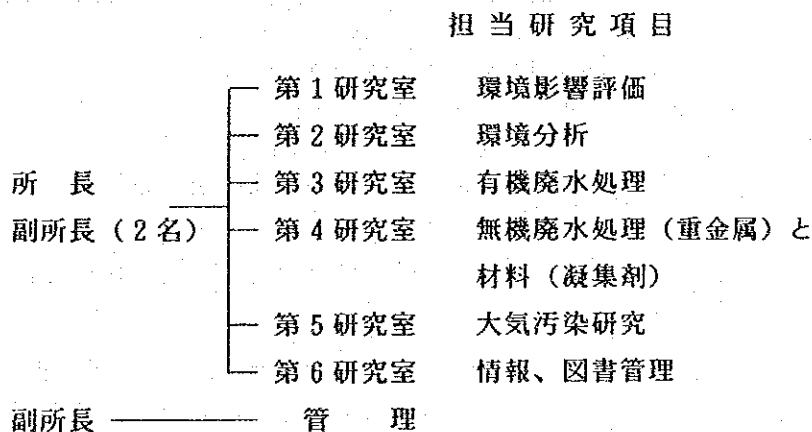 担当研究項目
第1研究室 環境影響評価
第2研究室 環境分析
所 長 第3研究室 有機廃水処理
副所長（2名） 第4研究室 無機廃水処理（重金属）と
材料（凝集剤）
第5研究室 大気汚染研究
第6研究室 情報、図書管理
副所長 管 理